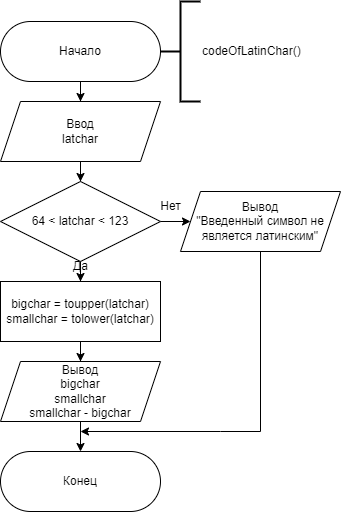 Начало
codeOfLatinChar()
Ввод
latchar
64 < latchar < 123
Нет
Вывод
"Введенный символ не
является латинским"
Да
bigchar = toupper(latchar)
smallchar = tolower(latchar)
Вывод
bigchar
smallchar
smallchar - bigchar
Конец